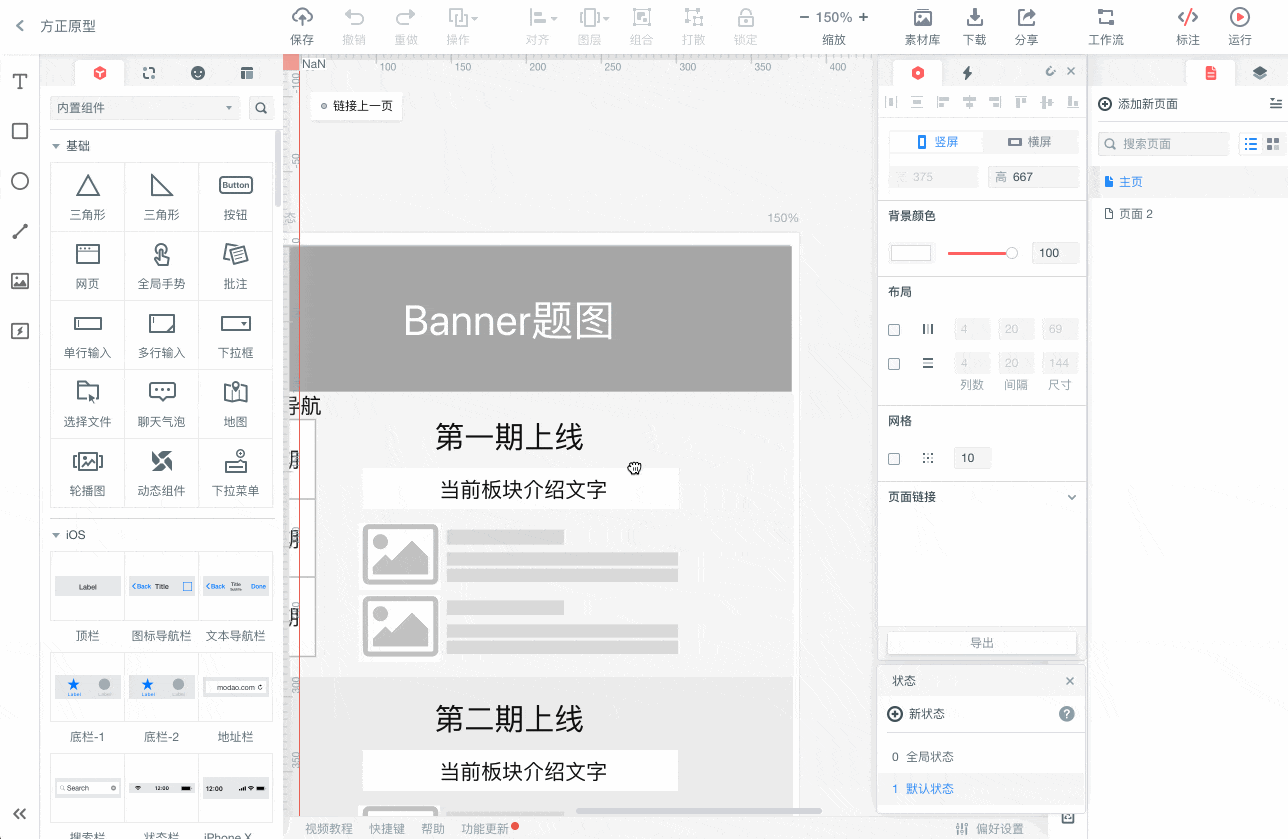 方正原型
保存
撤销
重做
操作
对齐
图层
组合
打散
锁定
150%
缩放
素材库
下载
分享
工作流
标注
运行
内置组件
基础
三角形
三角形
Button
按钮
网页
全局手势
批注
单行输入
多行输入
下拉框
选择文件
聊天气泡
地图
轮播图
动态组件
下拉菜单
iOS
Label
顶栏
Back Title
图标导航栏
Back Title Subtitle Done
文本导航栏
Label Label
底栏-1
Label Label
底栏-2
modao.com
地址栏
Search
搜索栏
12:00
状态栏
12:00
iPhone X
NaN
100 150 200 250 300 350 400
-100
-50
0
300
350
链接上一页
态
150%
Banner题图
导航
第一期上线
期
当前板块介绍文字
期
期
第二期上线
当前板块介绍文字
视频教程
快捷键
帮助
功能更新
偏好设置
竖屏
横屏
宽 375
高 667
背景颜色
100
布局
4 20 69
4 20 144
列数 间隔 尺寸
网格
10
页面链接
导出
状态
新状态
?
0 全局状态
1 默认状态
添加新页面
搜索页面
主页
页面 2